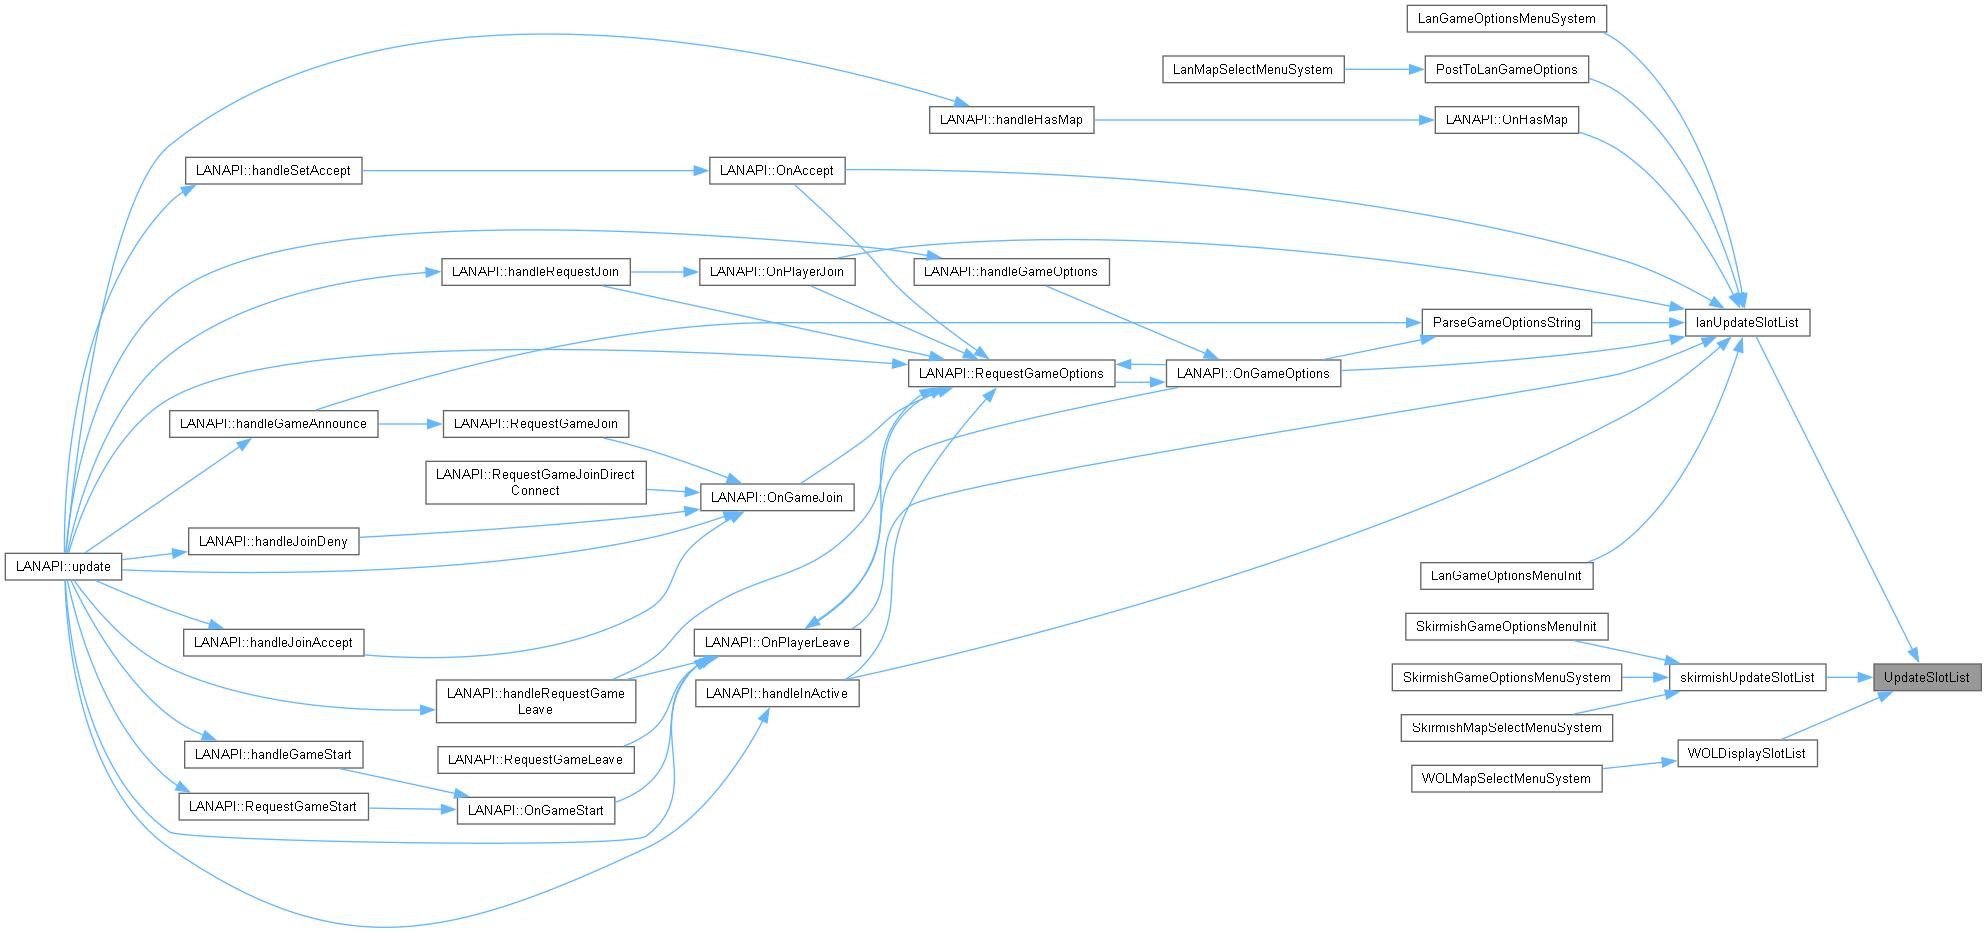 LanGameOptionsMenuSystem
LanMapSelectMenuSystem
PostToLanGameOptions
LANAPI::handleHasMap
LANAPI::OnHasMap
LANAPI::handleSetAccept
LANAPI::OnAccept
LANAPI::handleRequestJoin
LANAPI::OnPlayerJoin
LANAPI::handleGameOptions
ParseGameOptionsString
lanUpdateSlotList
LANAPI::RequestGameOptions
LANAPI::OnGameOptions
LANAPI::handleGameAnnounce
LANAPI::RequestGameJoin
LANAPI::RequestGameJoinDirect
Connect
LANAPI::OnGameJoin
LANAPI::handleJoinDeny
LANAPI::update
LanGameOptionsMenuInit
LANAPI::handleJoinAccept
LANAPI::OnPlayerLeave
SkirmishGameOptionsMenuInit
LANAPI::handleRequestGame
Leave
LANAPI::handleInActive
SkirmishGameOptionsMenuSystem
skirmishUpdateSlotList
UpdateSlotList
SkirmishMapSelectMenuSystem
LANAPI::handleGameStart
LANAPI::RequestGameLeave
WOLDisplaySlotList
WOLMapSelectMenuSystem
LANAPI::RequestGameStart
LANAPI::OnGameStart